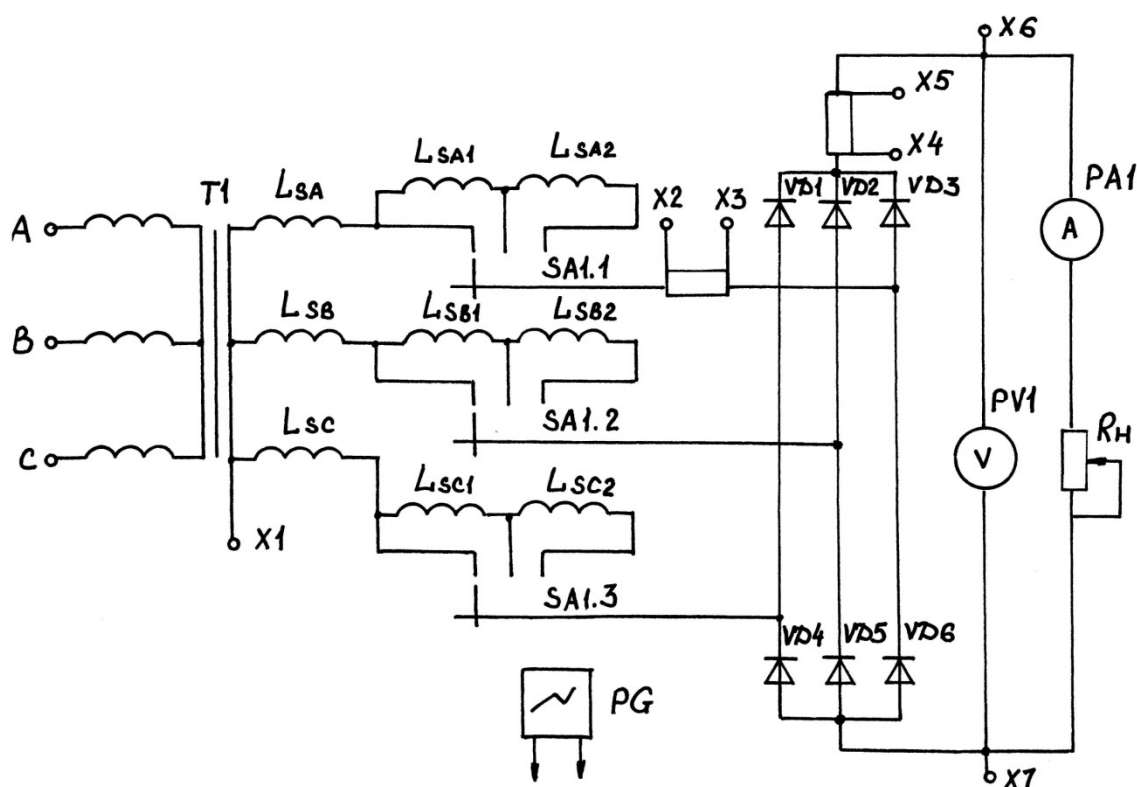 X6
X5
X4
LSA1 LSA2
T1 LSA
X2 X3
VD1 VD2 VD3
PA1
A
A
SA1.1
LSB LSB1 LSB2
B
SA1.2
PV1
V
RH
LSC
C
LSC1 LSC2
X1
SA1.3
VD4 VD5 VD6
PG
X7